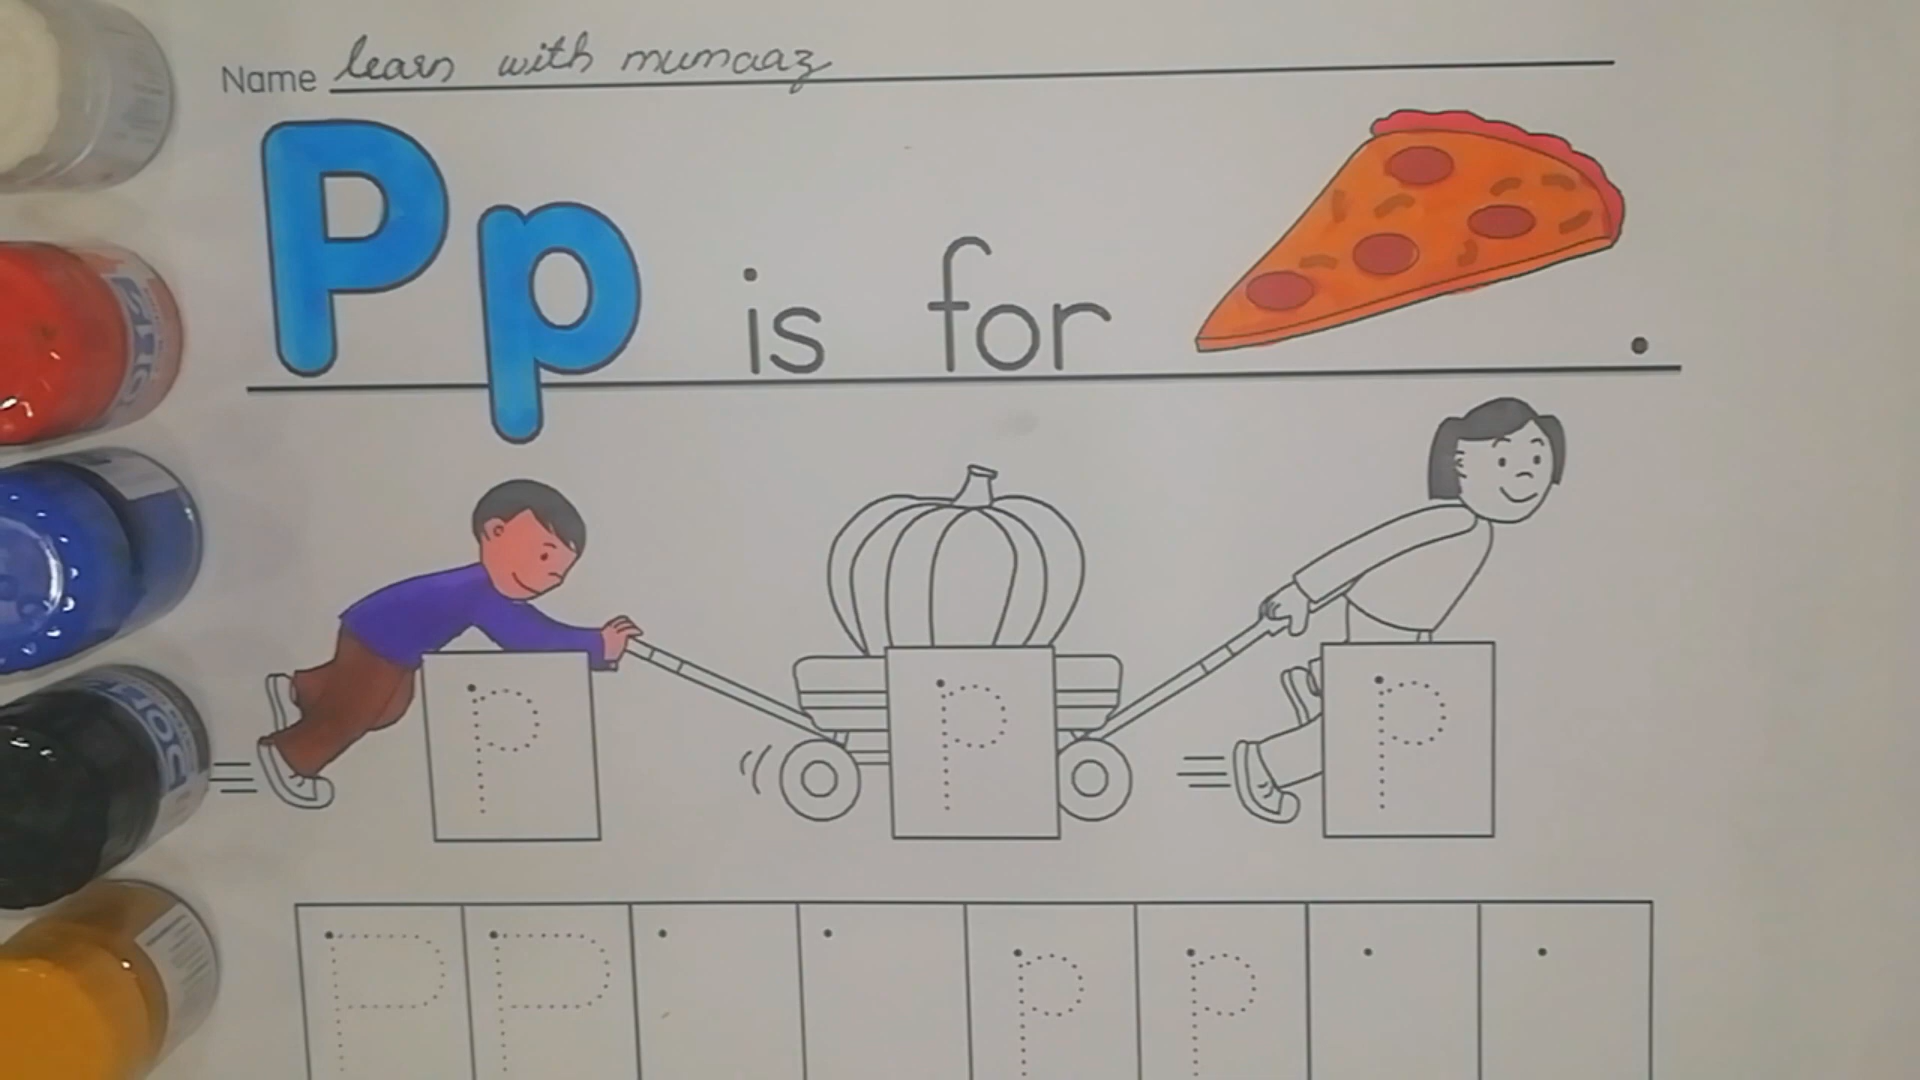 Name learn with mumaaz
Pp is for .
p p p
P P p p